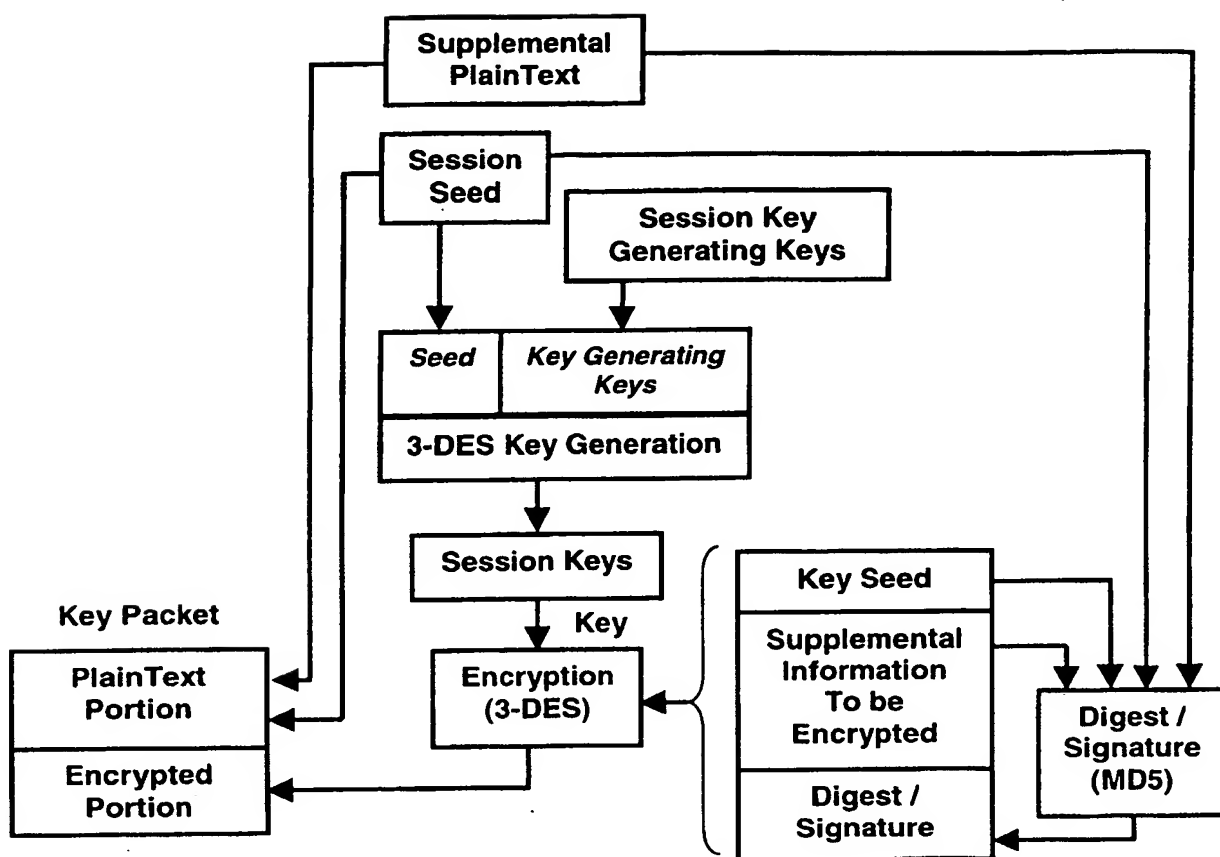 Supplemental
PlainText
Session
Seed
Session Key
Generating Keys
Seed
Key Generating
Keys
3-DES Key Generation
Session Keys
Key
Key Packet
PlainText
Portion
Encrypted
Portion
Encryption
(3-DES)
Key Seed
Supplemental
Information
To be
Encrypted
Digest /
Signature
Digest /
Signature
(MD5)